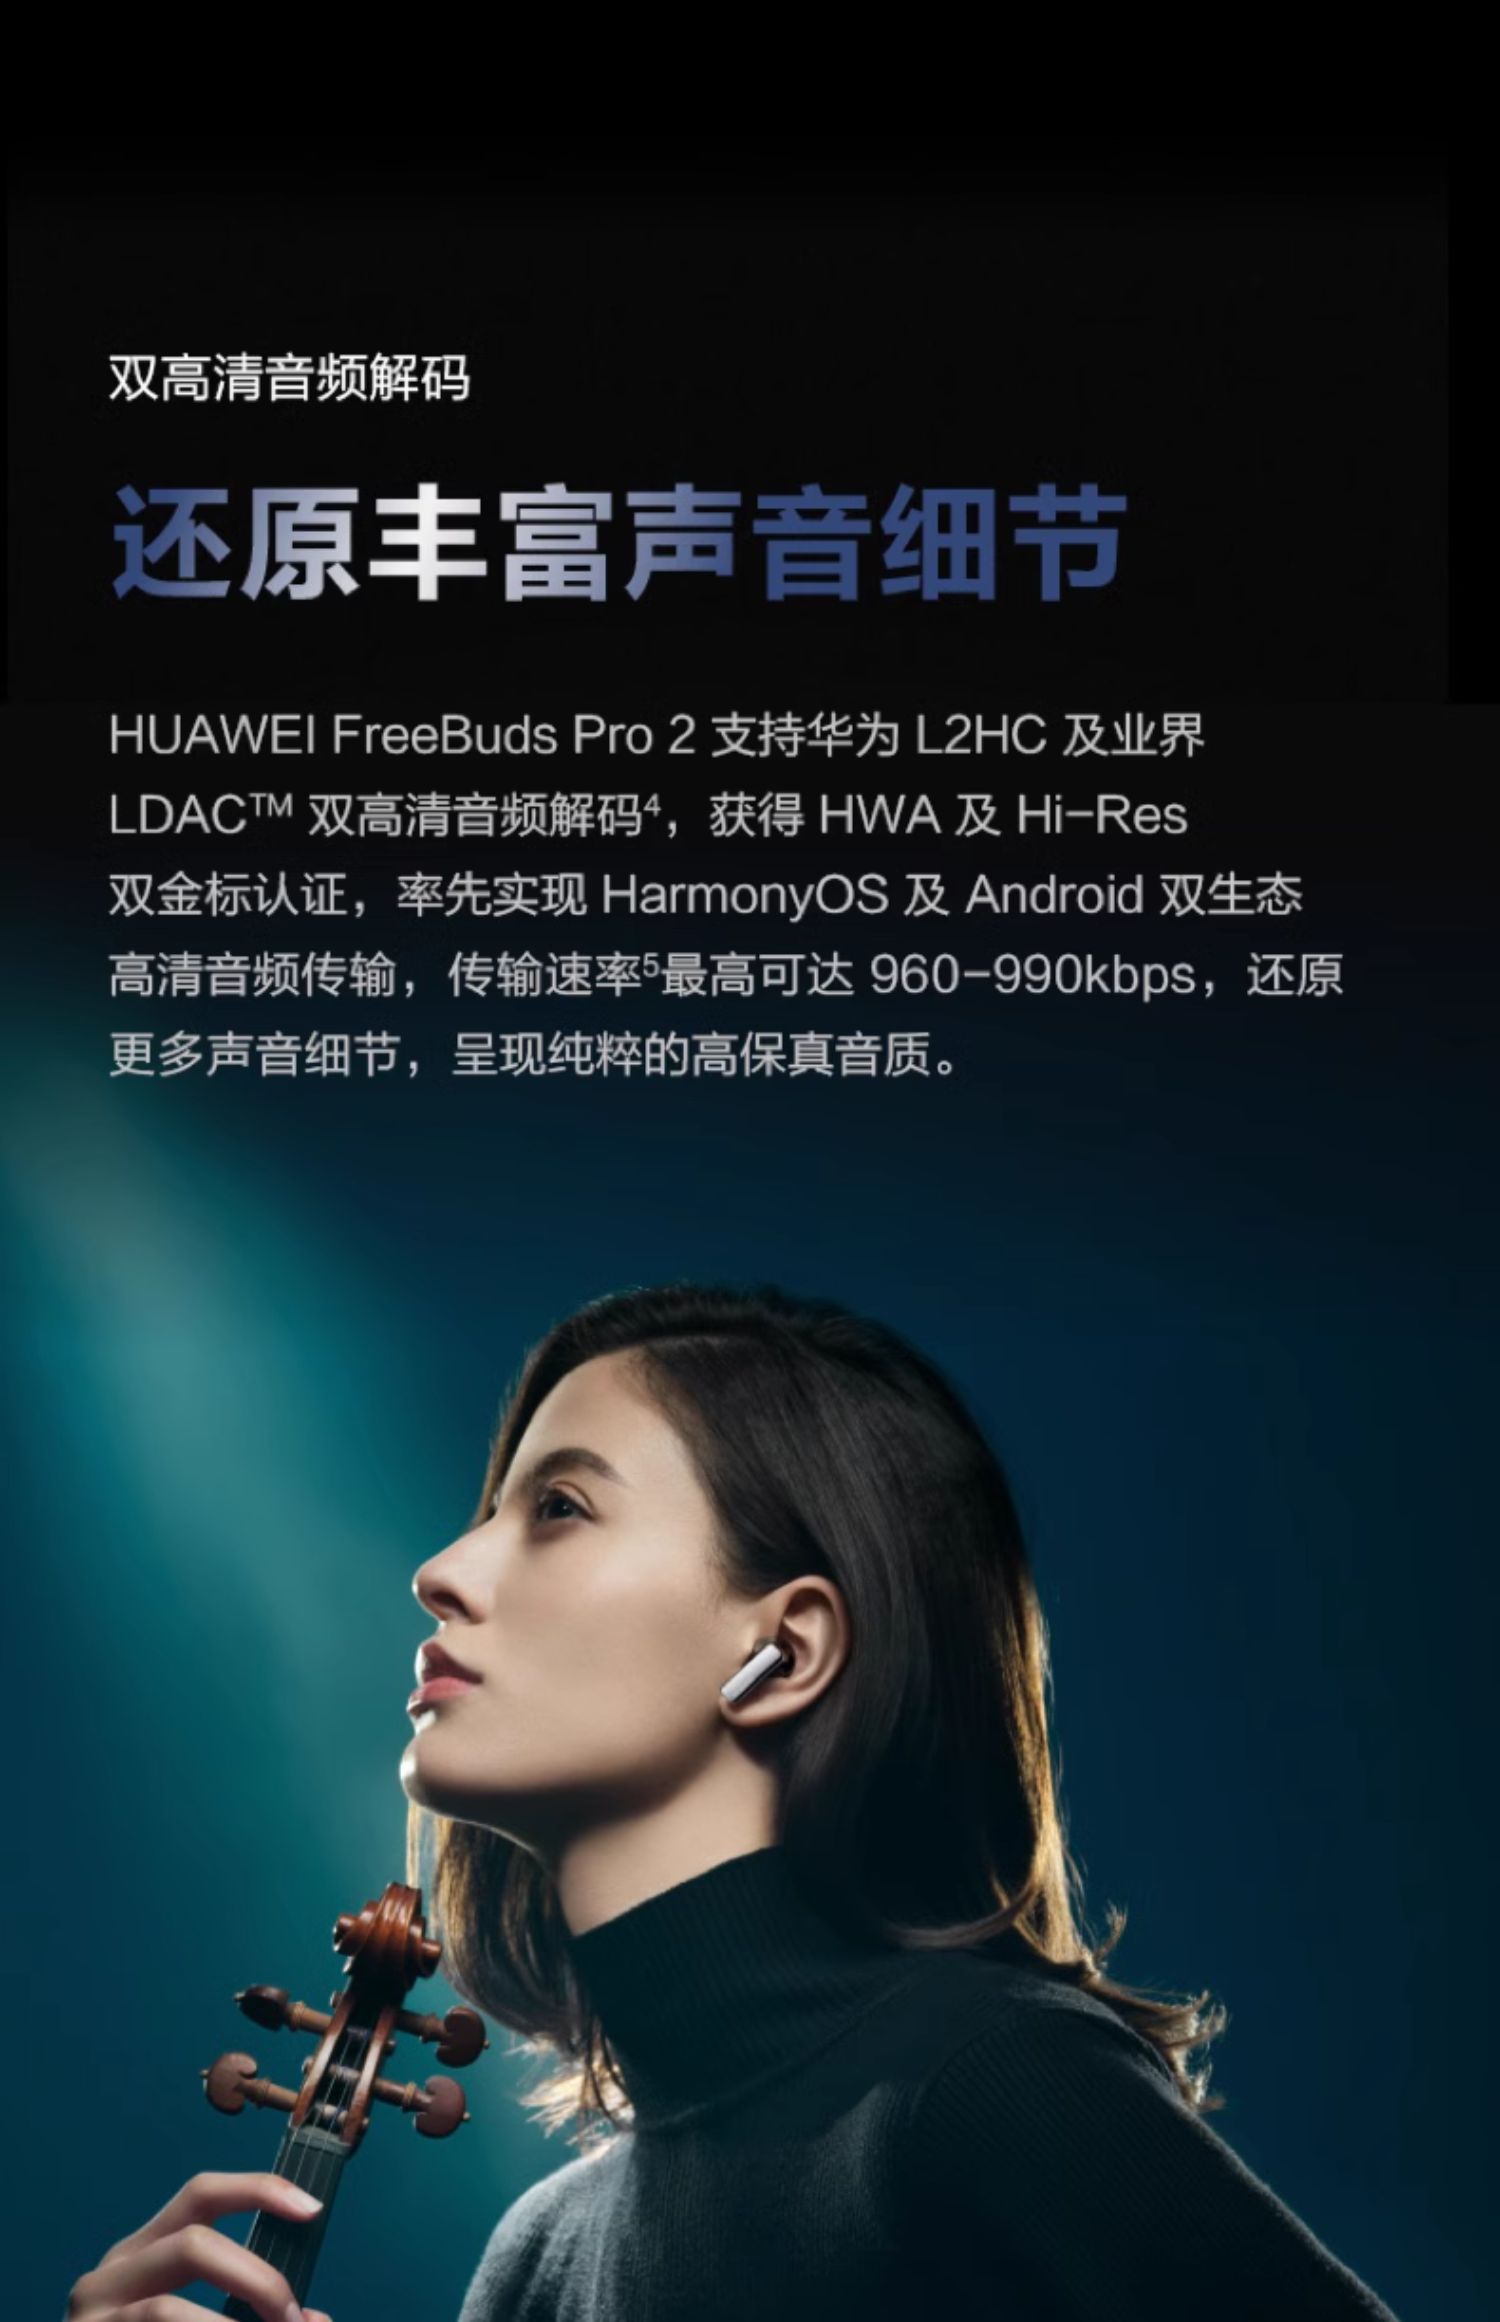 双高清音频解码
还原丰富声音细节
HUAWEI FreeBuds Pro 2 支持华为 L2HC 及业界
LDAC™ 双高清音频解码⁴，获得 HWA 及 Hi-Res
双金标认证，率先实现 HarmonyOS 及 Android 双生态
高清音频传输，传输速率⁵最高可达 960-990kbps，还原
更多声音细节，呈现纯粹的高保真音质。